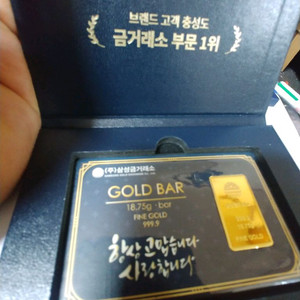 브랜드 고객 충성도
금거래소 부문 1위
(주)삼성금거래소
GOLD BAR
18.75g · bar
FINE GOLD
999.9
항상 고맙습니다
사랑합니다
FINE GOLD